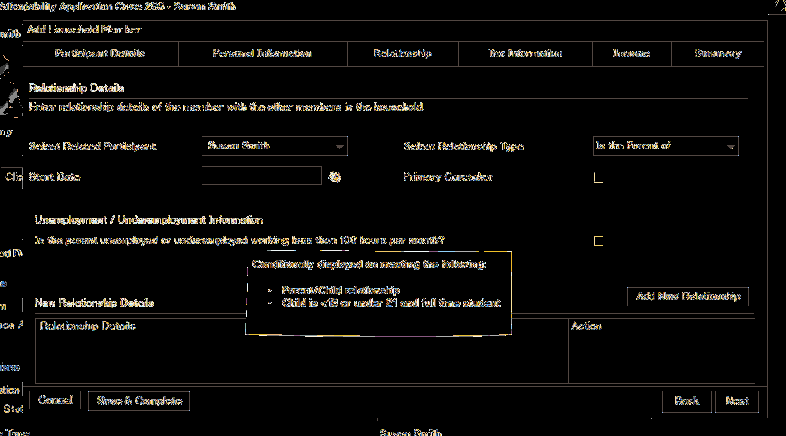 Affordability Application Case 256 - Susan Smith
Add Household Member
Participant Details
Personal Information
Relationship
Tax Information
Income
Summary
Relationship Details
Enter relationship details of the member with the other members in the household
Select Related Participant
Susan Smith
Select Relationship Type
Is the Parent of
Start Date
Primary Caretaker
Unemployment / Underemployment Information
Is the parent unemployed or underemployed working less than 100 hours per month?
Conditionally displayed on meeting the following:
Parent/Child relationship
Child is <19 or under 21 and full time student
Add New Relationship
New Relationship Details
Relationship Details
Action
Cancel
Save & Complete
Back
Next
Susan Smith